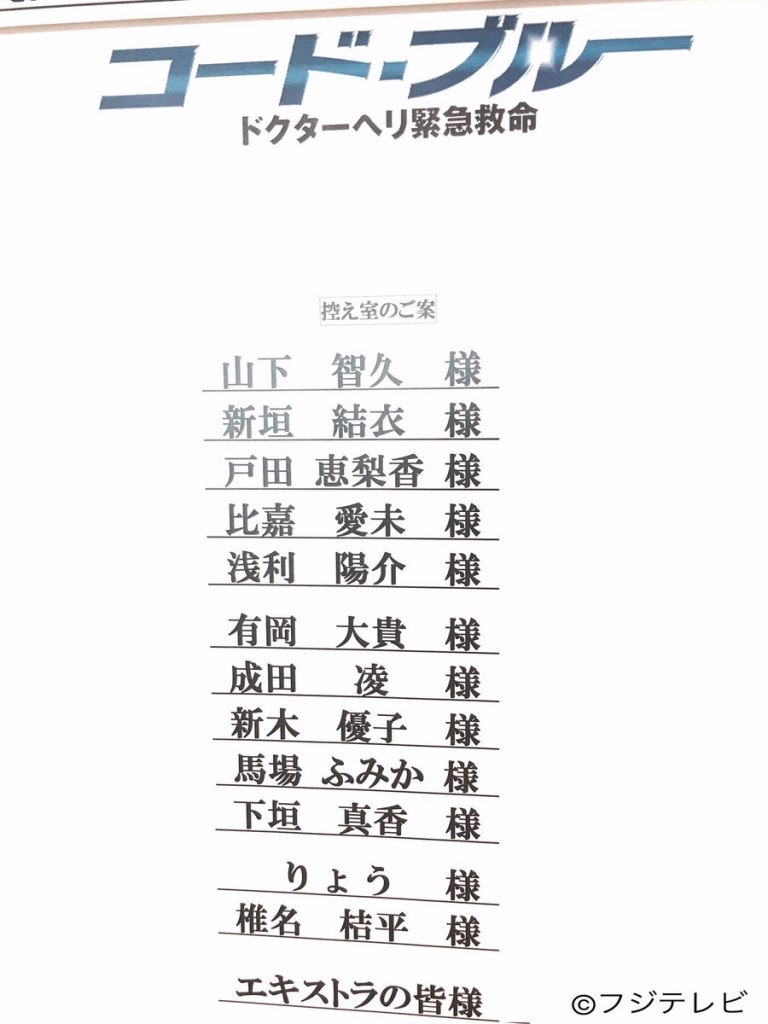 コード・ブルー
ドクターヘリ緊急救命
控え室のご案
山下 智久 様
新垣 結衣 様
戸田 恵梨香 様
比嘉 愛未 様
浅利 陽介 様
有岡 大貴 様
成田 凌 様
新木 優子 様
馬場 ふみか 様
下垣 真香 様
りょう 様
椎名 桔平 様
エキストラの皆様
©フジテレビ